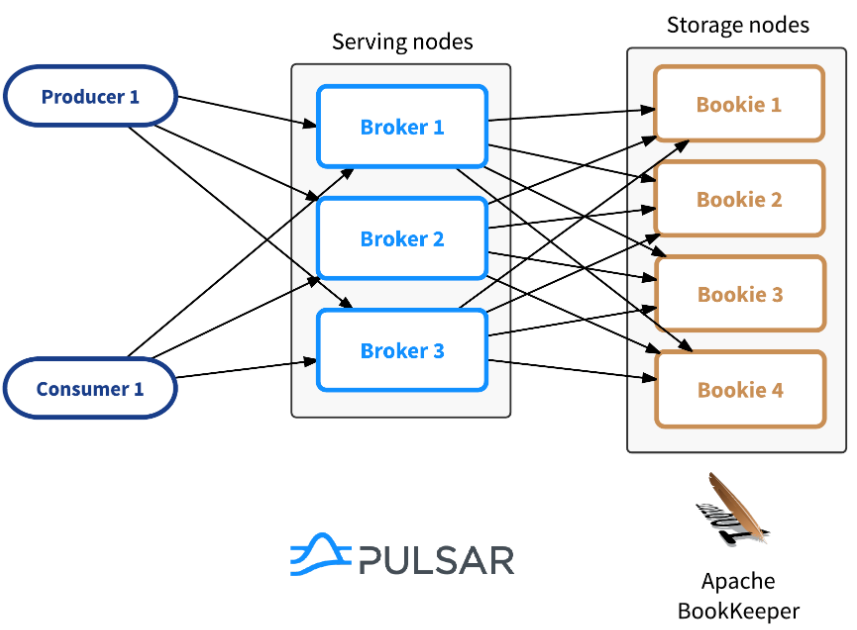 Serving nodes
Storage nodes
Producer 1
Consumer 1
Broker 1
Broker 2
Broker 3
Bookie 1
Bookie 2
Bookie 3
Bookie 4
PULSAR
Apache
BookKeeper